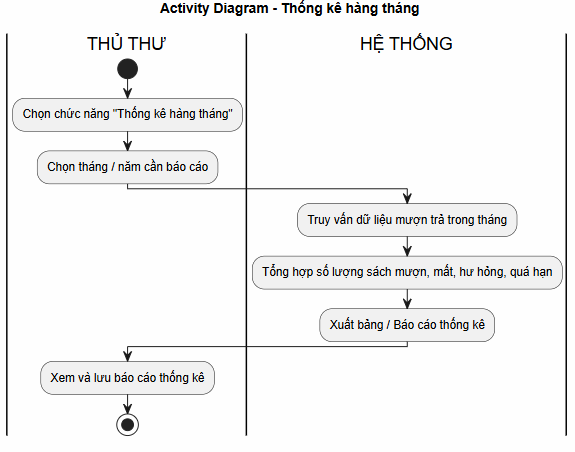 Activity Diagram - Thống kê hàng tháng
THỦ THƯ
HỆ THỐNG
Chọn chức năng "Thống kê hàng tháng"
Chọn tháng / năm cần báo cáo
Truy vấn dữ liệu mượn trả trong tháng
Tổng hợp số lượng sách mượn, mất, hư hỏng, quá hạn
Xuất bảng / Báo cáo thống kê
Xem và lưu báo cáo thống kê